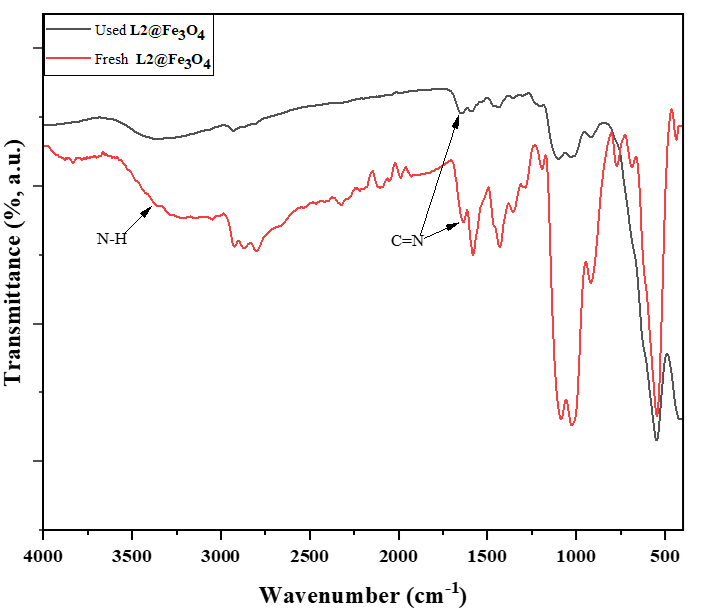 Used L2@Fe₃O₄
Fresh L2@Fe₃O₄
N-H
C=N
Transmittance (%, a.u.)
4000 3500 3000 2500 2000 1500 1000 500
Wavenumber (cm⁻¹)